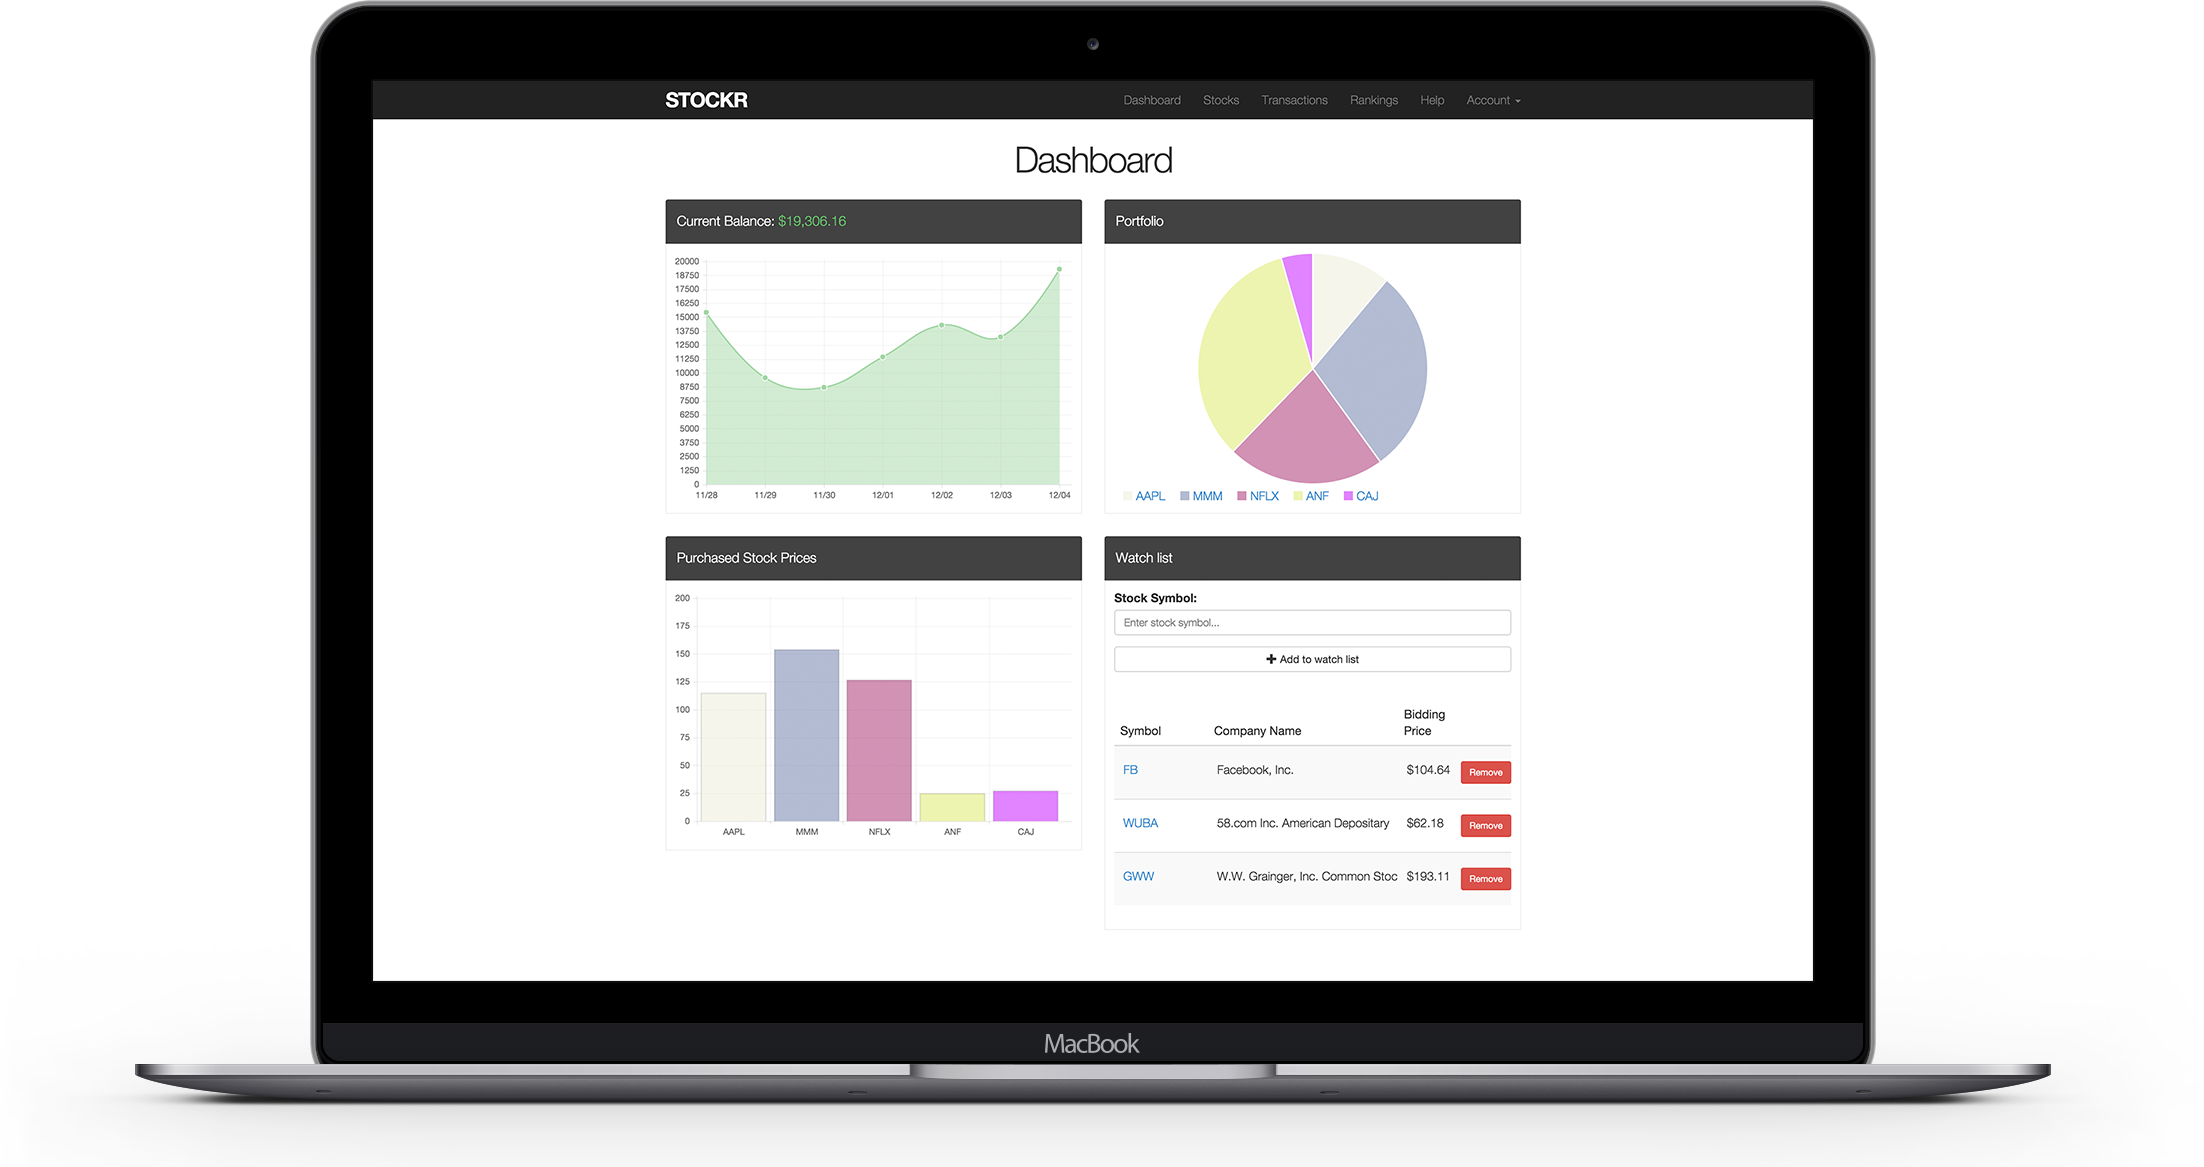 STOCKR
Dashboard Stocks Transactions Rankings Help Account
Dashboard
Current Balance: $19,306.16
20000
18750
17500
16250
15000
13750
12500
11250
10000
8750
7500
6250
5000
3750
2500
1250
0
11/28 11/29 11/30 12/01 12/02 12/03 12/04
Portfolio
AAPL MMM NFLX ANF CAJ
Purchased Stock Prices
200
175
150
125
100
75
50
25
0
AAPL MMM NFLX ANF CAJ
Watch list
Stock Symbol:
Enter stock symbol...
Add to watch list
Symbol Company Name Bidding
Price
FB Facebook, Inc. $104.64 Remove
WUBA 58.com Inc. American Depositary $62.18 Remove
GWW W.W. Grainger, Inc. Common Stoc $193.11 Remove
MacBook